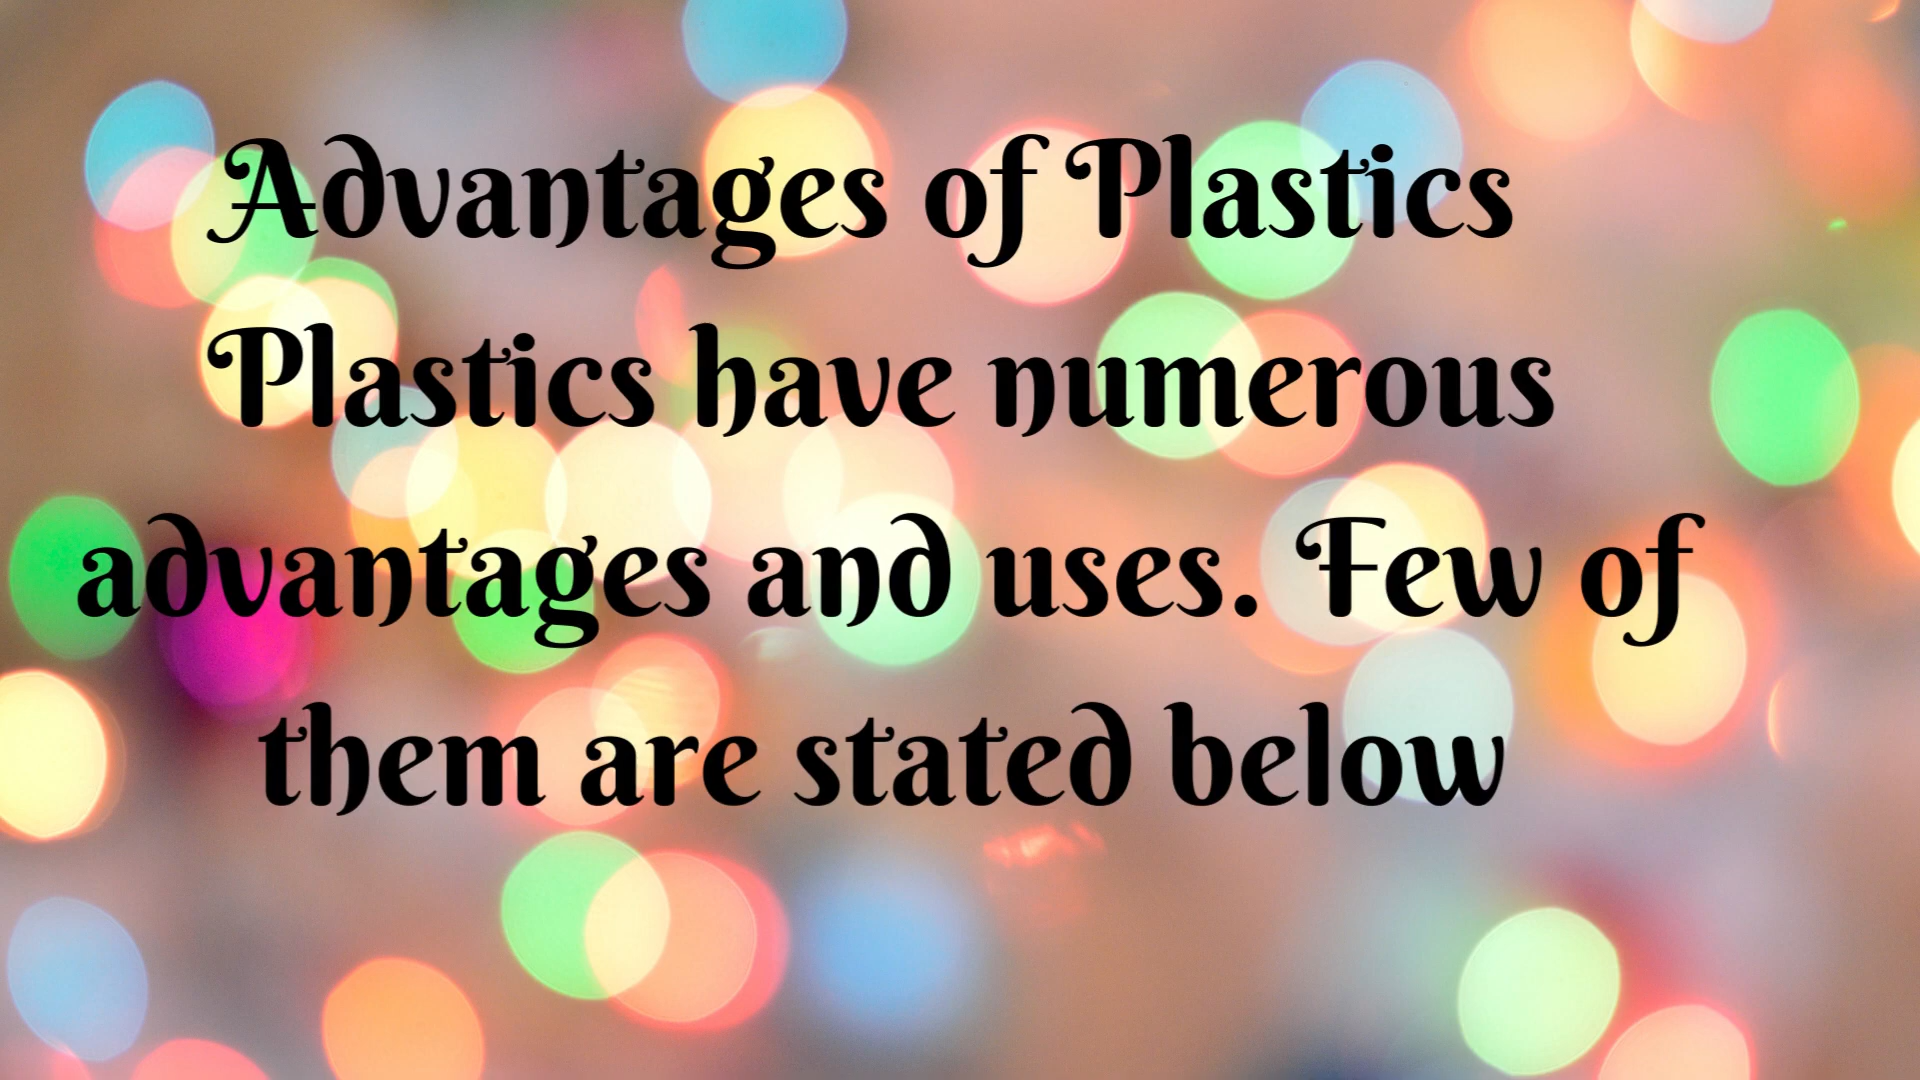 Advantages of Plastics
Plastics have numerous
advantages and uses. Few of
them are stated below